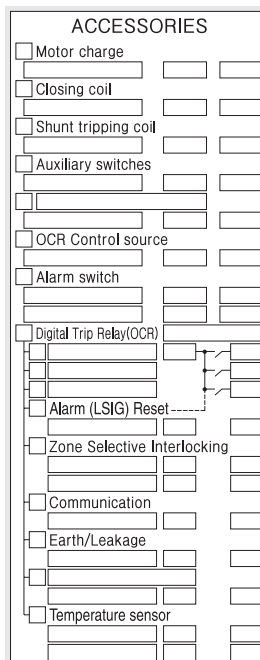 ACCESSORIES
Motor charge
Closing coil
Shunt tripping coil
Auxiliary switches
OCR Control source
Alarm switch
Digital Trip Relay(OCR)
Alarm (LSIG) Reset
Zone Selective Interlocking
Communication
Earth/Leakage
Temperature sensor